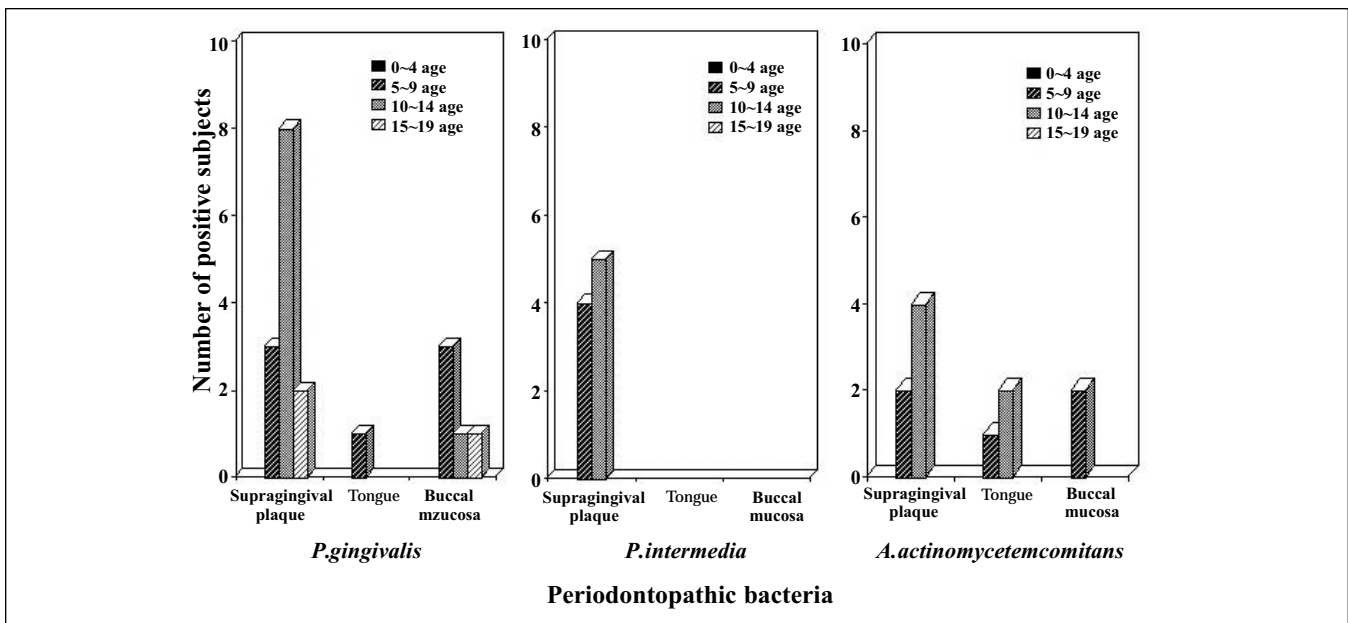 Number of positive subjects
10
8
6
4
2
0
0~4 age
5~9 age
10~14 age
15~19 age
Supragingival
plaque
Tongue
Buccal
mzucosa
P.gingivalis
10
8
6
4
2
0
0~4 age
5~9 age
10~14 age
15~19 age
Supragingival
plaque
Tongue
Buccal
mucosa
P.intermedia
10
8
6
4
2
0
0~4 age
5~9 age
10~14 age
15~19 age
Supragingival
plaque
Tongue
Buccal
mucosa
A.actinomycetemcomitans
Periodontopathic bacteria